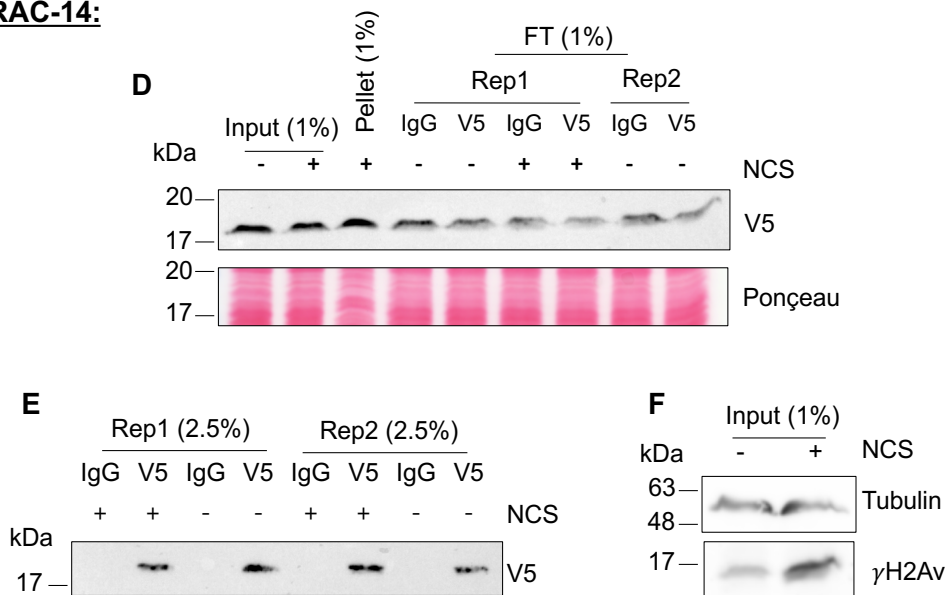 RAC-14:
D
FT (1%)
Pellet (1%)
Rep1 Rep2
Input (1%)
IgG V5 IgG V5 IgG V5
kDa
- + + - - + + - - NCS
20
17
V5
20
17
Ponçeau
E
Rep1 (2.5%) Rep2 (2.5%)
IgG V5 IgG V5 IgG V5 IgG V5
+ + - - + + - - NCS
kDa
17
V5
F
Input (1%)
kDa - + NCS
63
48
Tubulin
17
γH2Av